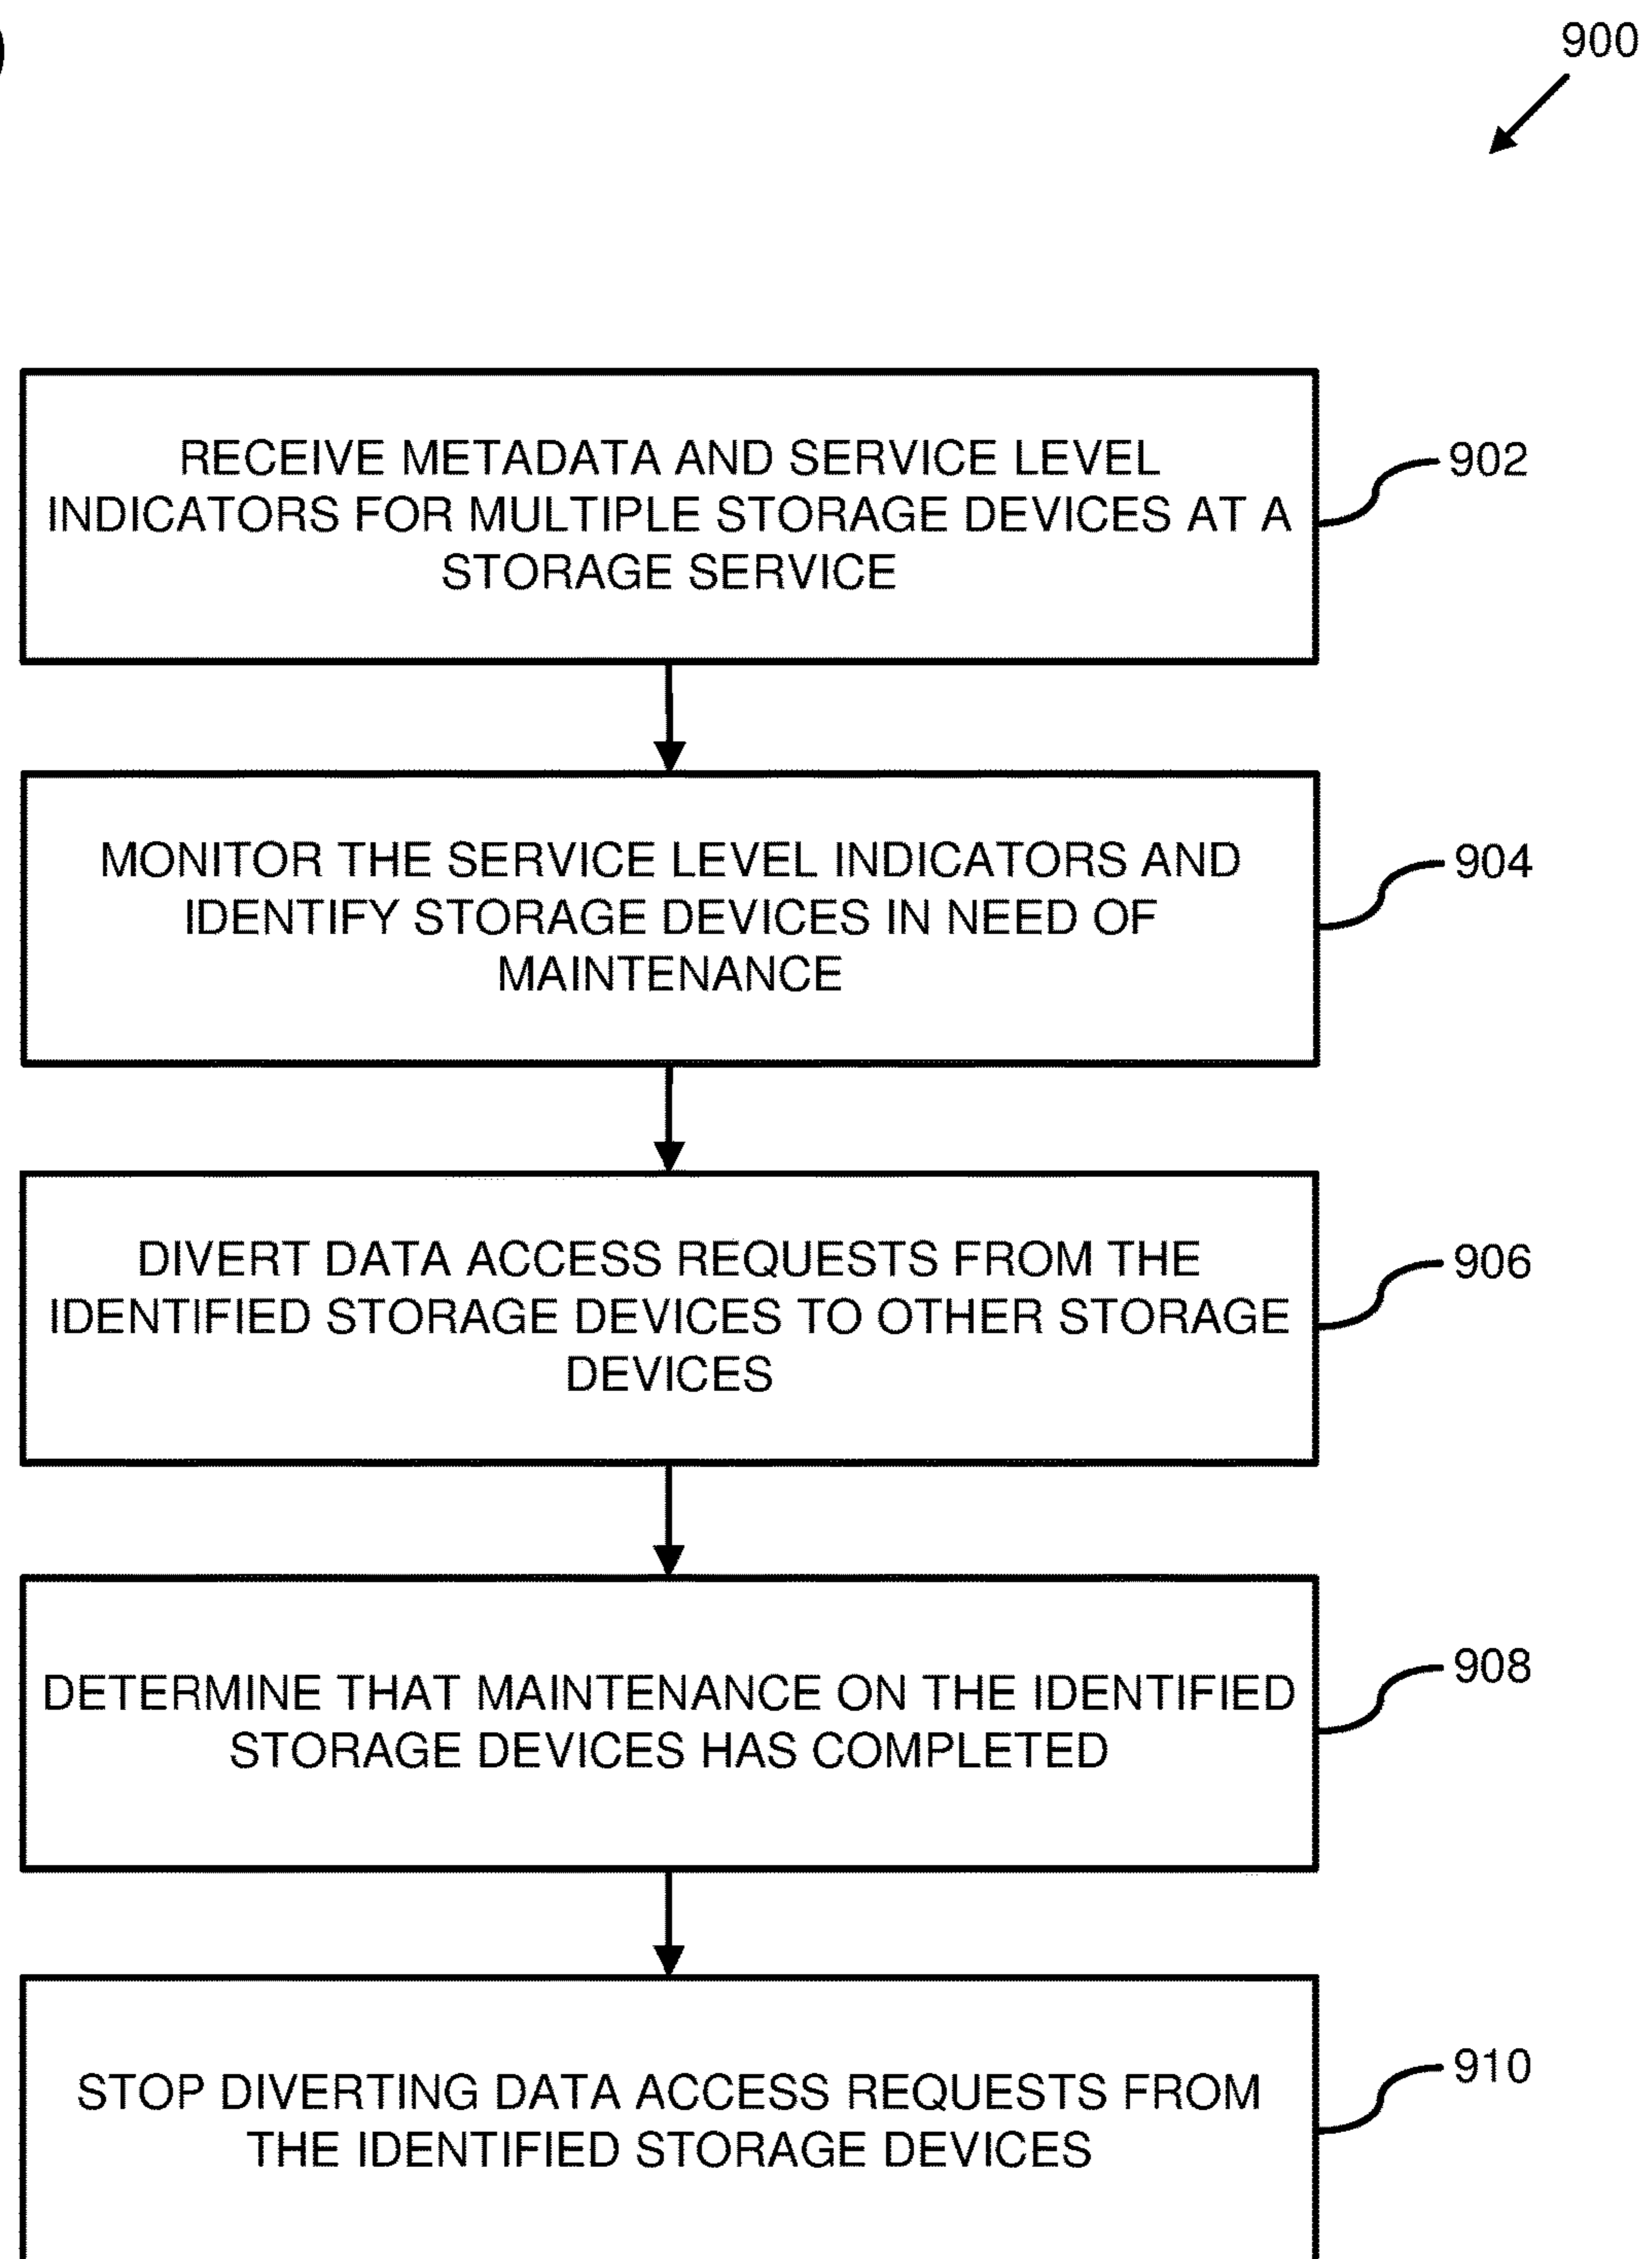 900
RECEIVE METADATA AND SERVICE LEVEL
INDICATORS FOR MULTIPLE STORAGE DEVICES AT A
STORAGE SERVICE
902
MONITOR THE SERVICE LEVEL INDICATORS AND
IDENTIFY STORAGE DEVICES IN NEED OF
MAINTENANCE
904
DIVERT DATA ACCESS REQUESTS FROM THE
IDENTIFIED STORAGE DEVICES TO OTHER STORAGE
DEVICES
906
DETERMINE THAT MAINTENANCE ON THE IDENTIFIED
STORAGE DEVICES HAS COMPLETED
908
STOP DIVERTING DATA ACCESS REQUESTS FROM
THE IDENTIFIED STORAGE DEVICES
910